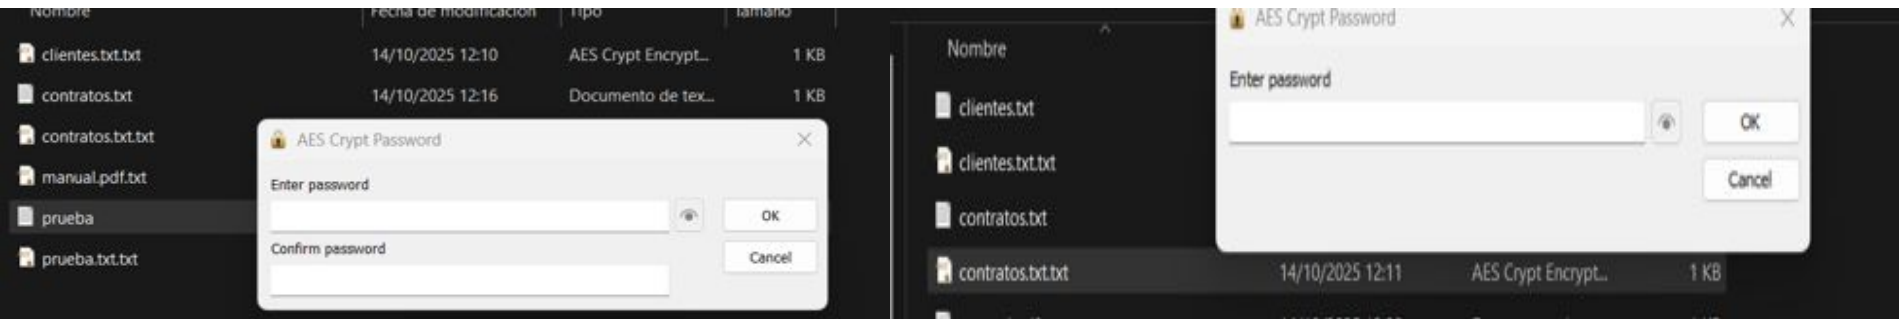 Nombre Fecha de modificación Tipo Tamaño
clientes.txt.txt 14/10/2025 12:10 AES Crypt Encrypt... 1 KB
contratos.txt 14/10/2025 12:16 Documento de tex... 1 KB
contratos.txt.txt
manual.pdf.txt
prueba
prueba.txt.txt
AES Crypt Password
Enter password
OK
Confirm password
Cancel
Nombre
clientes.txt
clientes.txt.txt
contratos.txt
contratos.txt.txt 14/10/2025 12:11 AES Crypt Encrypt... 1 KB
AES Crypt Password
Enter password
OK
Cancel